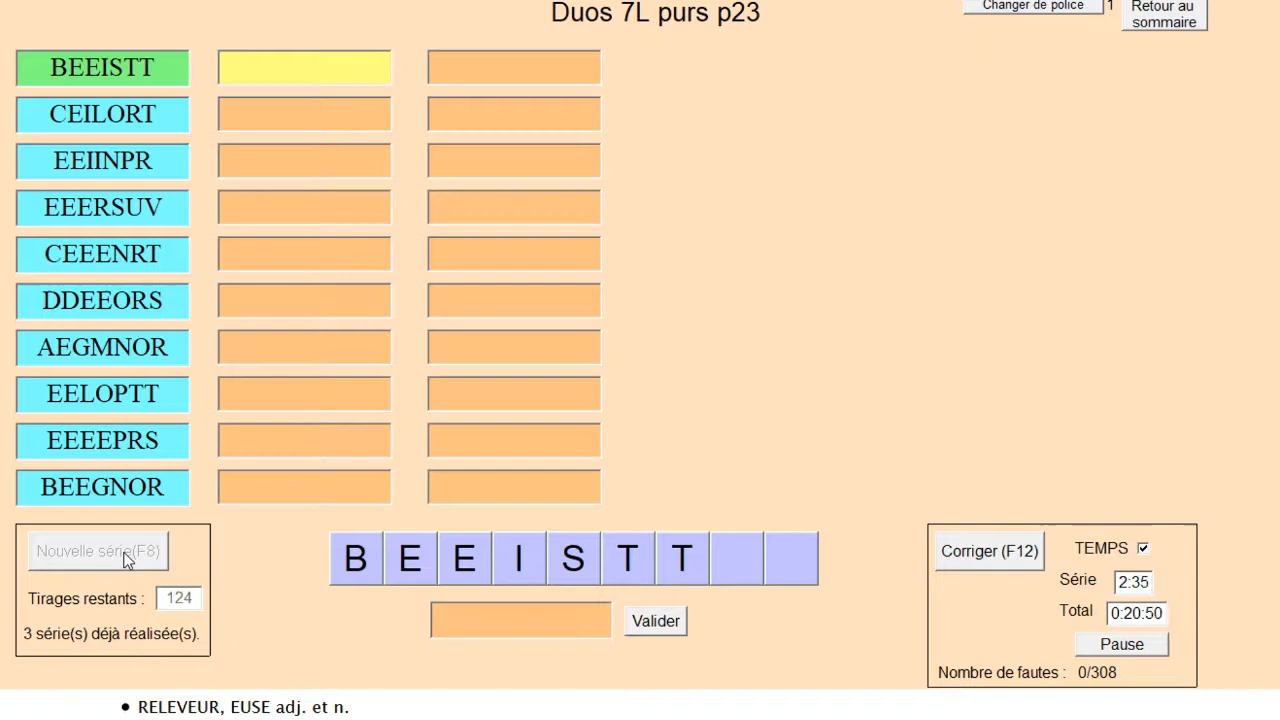 Duos 7L purs p23
Changer de police 1 Retour au
sommaire
BEEISTT
CEILORT
EEIINPR
EEERSUV
CEEENRT
DDEEORS
AEGMNOR
EELOPTT
EEEEPRS
BEEGNOR
Nouvelle série(F8)
Tirages restants : 124
3 série(s) déjà réalisée(s).
B E E I S T T
Valider
Corriger (F12)
TEMPS
Série 2:35
Total 0:20:50
Pause
Nombre de fautes : 0/308
• RELEVEUR, EUSE adj. et n.